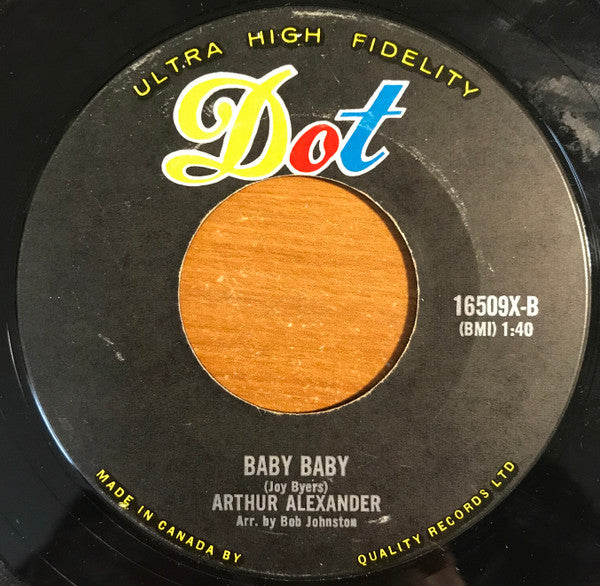 ULTRA HIGH FIDELITY
Dot
16509X-B
(BMI) 1:40
BABY BABY
(Joy Byers)
ARTHUR ALEXANDER
Arr. by Bob Johnston
MADE IN CANADA BY QUALITY RECORDS LTD